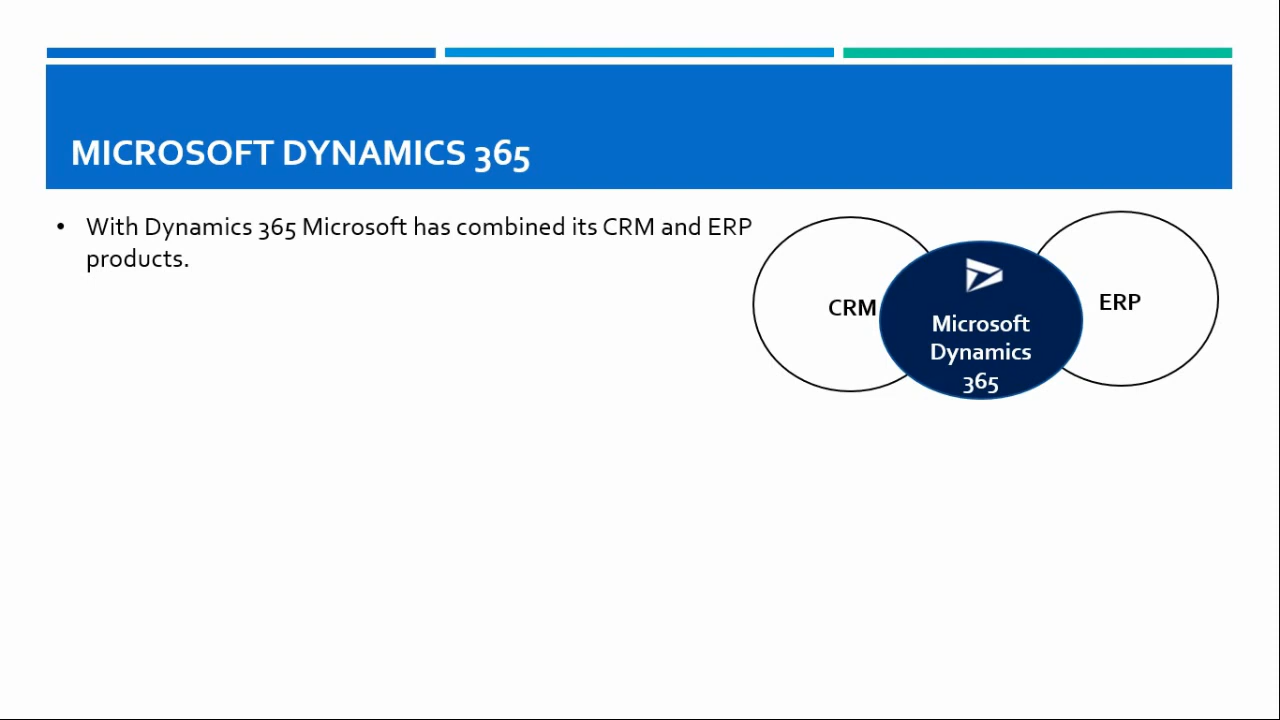 MICROSOFT DYNAMICS 365
• With Dynamics 365 Microsoft has combined its CRM and ERP
products.
CRM
Microsoft
Dynamics
365
ERP